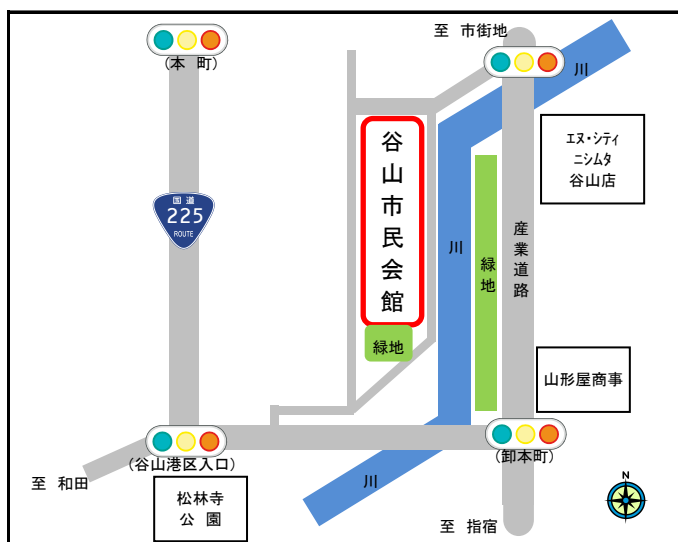 至 市街地
(本 町)
川
エヌ・シティ
ニシムタ
谷山店
谷山市民会館
国道
225
ROUTE
産業道路
川
緑地
緑地
山形屋商事
(谷山港区入口)
(卸本町)
至 和田
川
松林寺
公 園
N
至 指宿